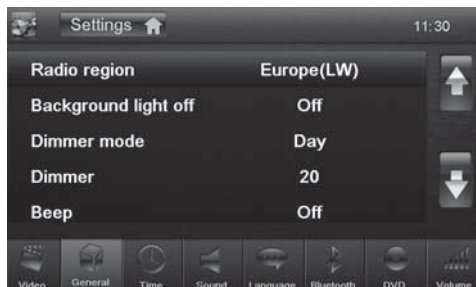 Settings 11:30
Radio region Europe(LW)
Background light off Off
Dimmer mode Day
Dimmer 20
Beep Off
Video General Time Sound Language Bluetooth DVD Volume